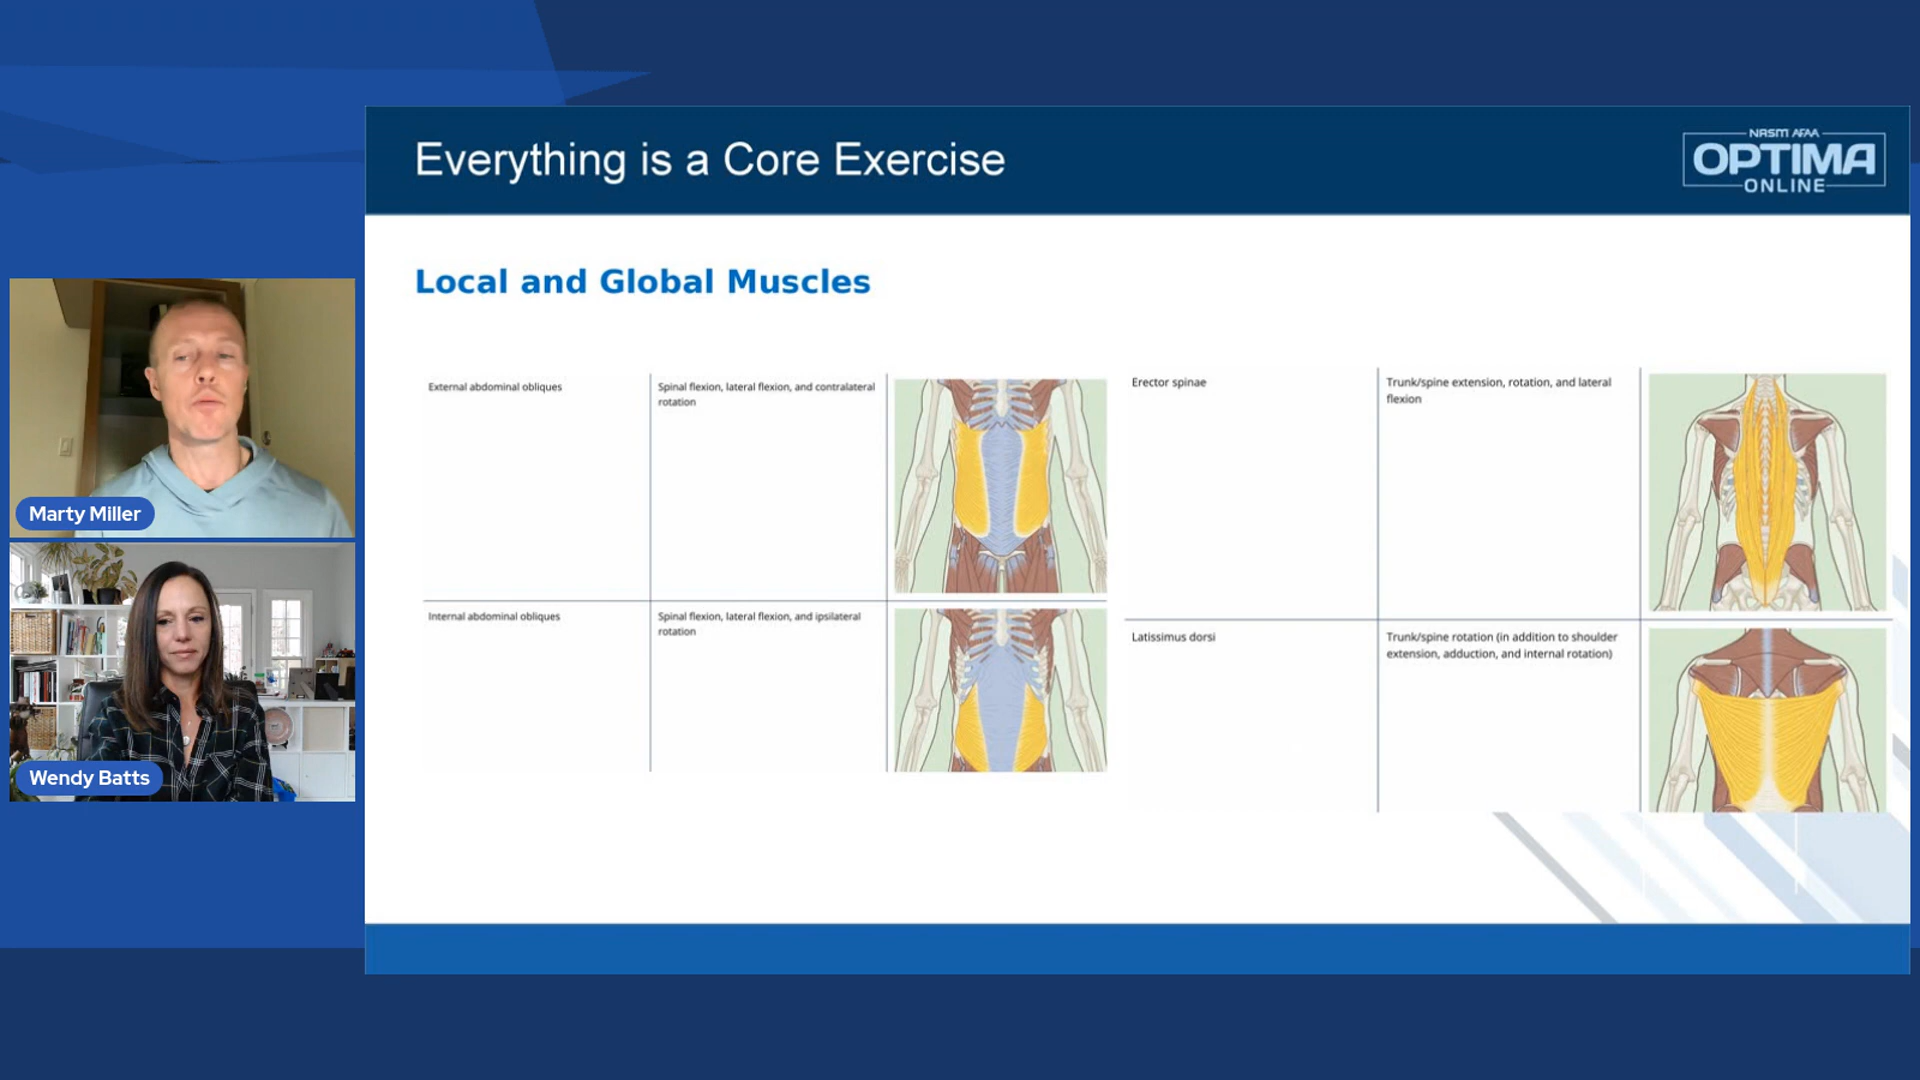 Everything is a Core Exercise
NASM AFAA
OPTIMA
ONLINE
Local and Global Muscles
External abdominal obliques
Spinal flexion, lateral flexion, and contralateral
rotation
Internal abdominal obliques
Spinal flexion, lateral flexion, and ipsilateral
rotation
Erector spinae
Trunk/spine extension, rotation, and lateral
flexion
Latissimus dorsi
Trunk/spine rotation (in addition to shoulder
extension, adduction, and internal rotation)
Marty Miller
Wendy Batts